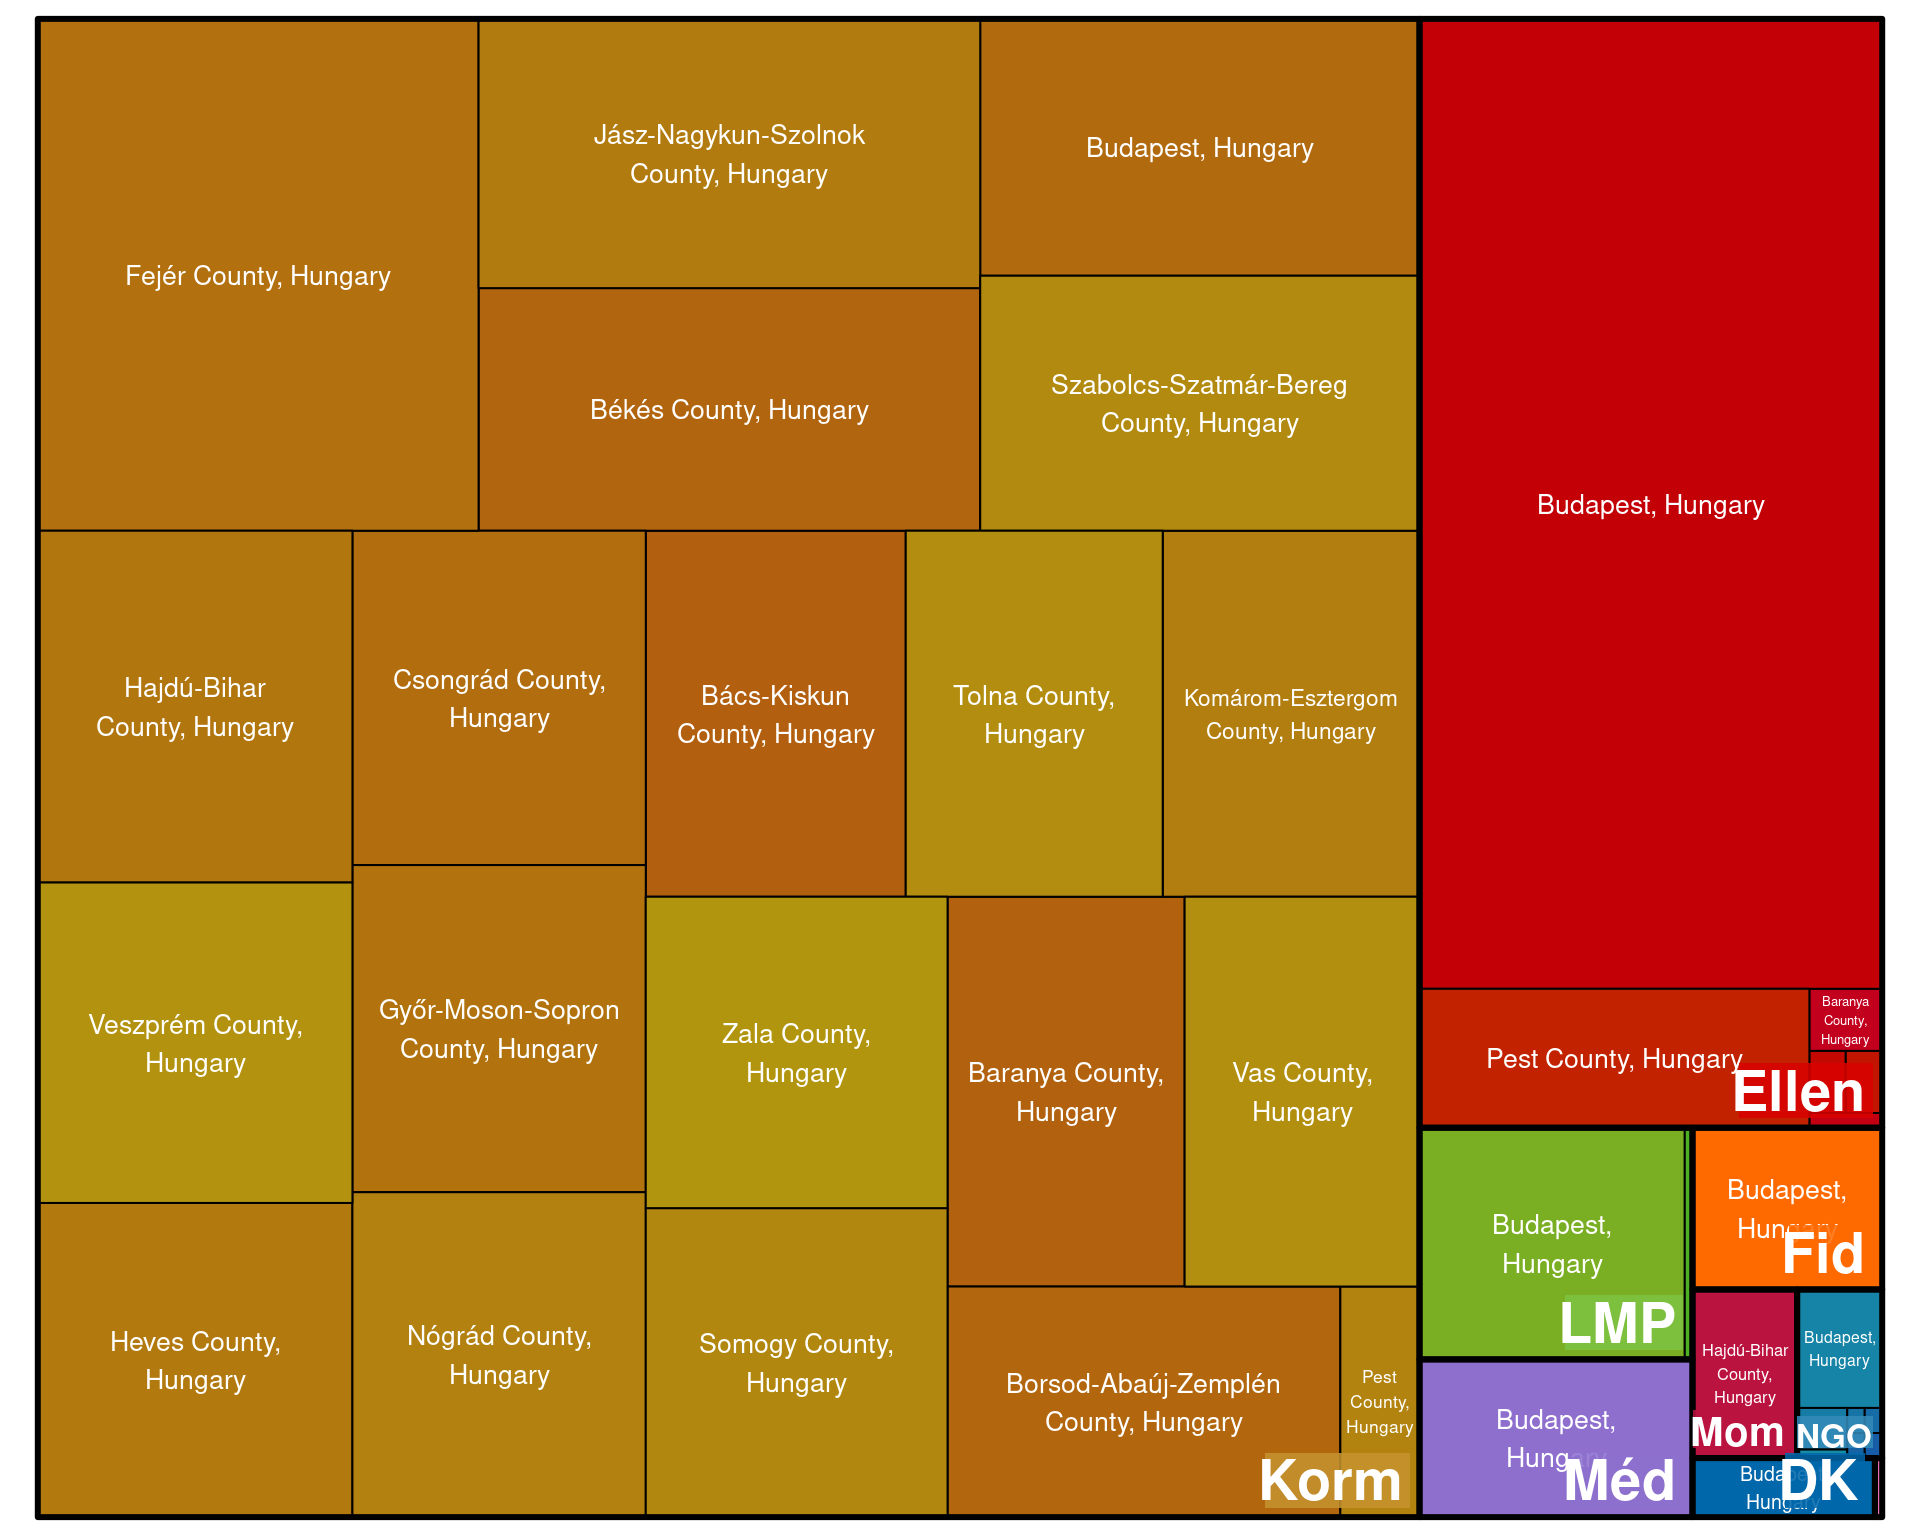 Fejér County, Hungary
Jász-Nagykun-Szolnok
County, Hungary
Budapest, Hungary
Békés County, Hungary
Szabolcs-Szatmár-Bereg
County, Hungary
Hajdú-Bihar
County, Hungary
Csongrád County,
Hungary
Bács-Kiskun
County, Hungary
Tolna County,
Hungary
Komárom-Esztergom
County, Hungary
Veszprém County,
Hungary
Győr-Moson-Sopron
County, Hungary
Zala County,
Hungary
Baranya County,
Hungary
Vas County,
Hungary
Heves County,
Hungary
Nógrád County,
Hungary
Somogy County,
Hungary
Borsod-Abaúj-Zemplén
County, Hungary
Pest
County,
Hungary
Korm
Budapest, Hungary
Pest County, Hungary
Baranya
County,
Hungary
Ellen
Budapest,
Hungary
LMP
Budapest,
Hungary
Fid
Budapest,
Hungary
Méd
Hajdú-Bihar
County,
Hungary
Mom
Budapest,
Hungary
NGO
Budapest,
Hungary
DK